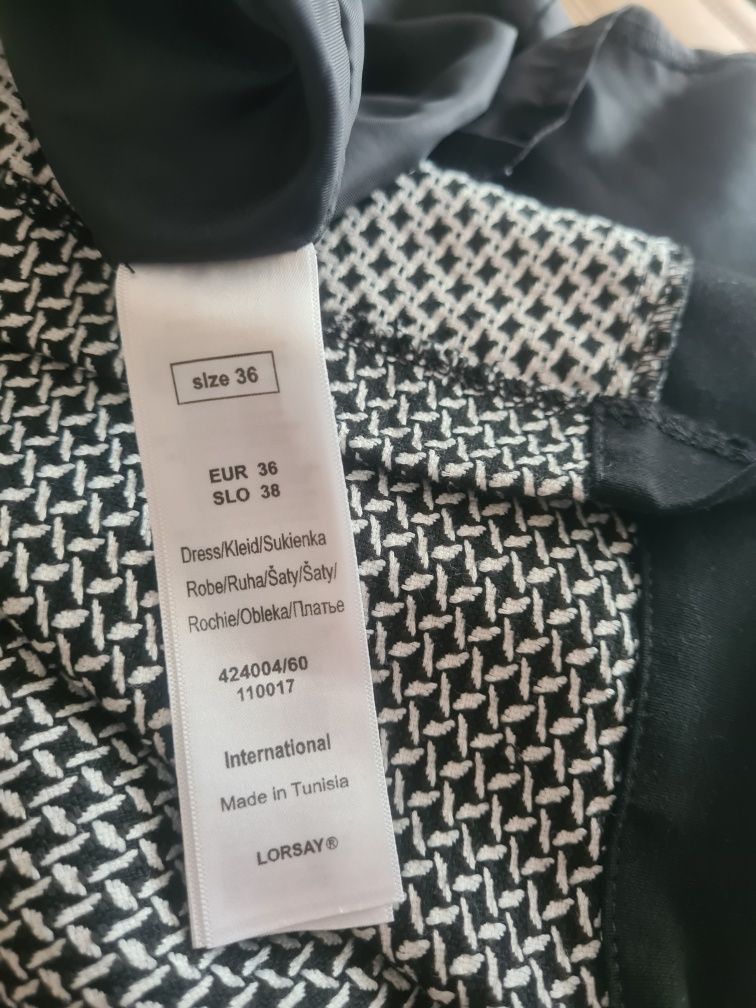 size 36
EUR 36
SLO 38
Dress/Kleid/Sukienka
Robe/Ruha/Šaty/Šaty/
Rochie/Obleka/Платье
424004/60
110017
International
Made in Tunisia
LORSAY®